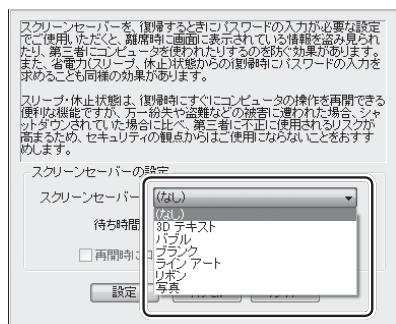 スクリーンセーバーを、復帰するときにパスワードの入力が必要な設定
でご使用いただくと、離席時に画面に表示されている情報を盗み見られ
たり、第三者にコンピュータを使われたりするのを防ぐ効果があります。
また、省電力(スリープ、休止)状態からの復帰時にパスワードの入力を
求めることも同様の効果があります。
スリープ・休止状態は、復帰時にすぐにコンピュータの操作を再開できる
便利な機能ですが、万一紛失や盗難などの被害に遭われた場合、シャ
ットダウンされていた場合に比べ、第三者に不正に使用されるリスクが
高まるため、セキュリティの観点からはご使用にならないことをおすす
めします。
スクリーンセーバーの設定
スクリーンセーバー
(なし)
(なし)
待ち時間
3D テキスト
バブル
再開時に
ブランク
ライン アート
リボン
設定
写真